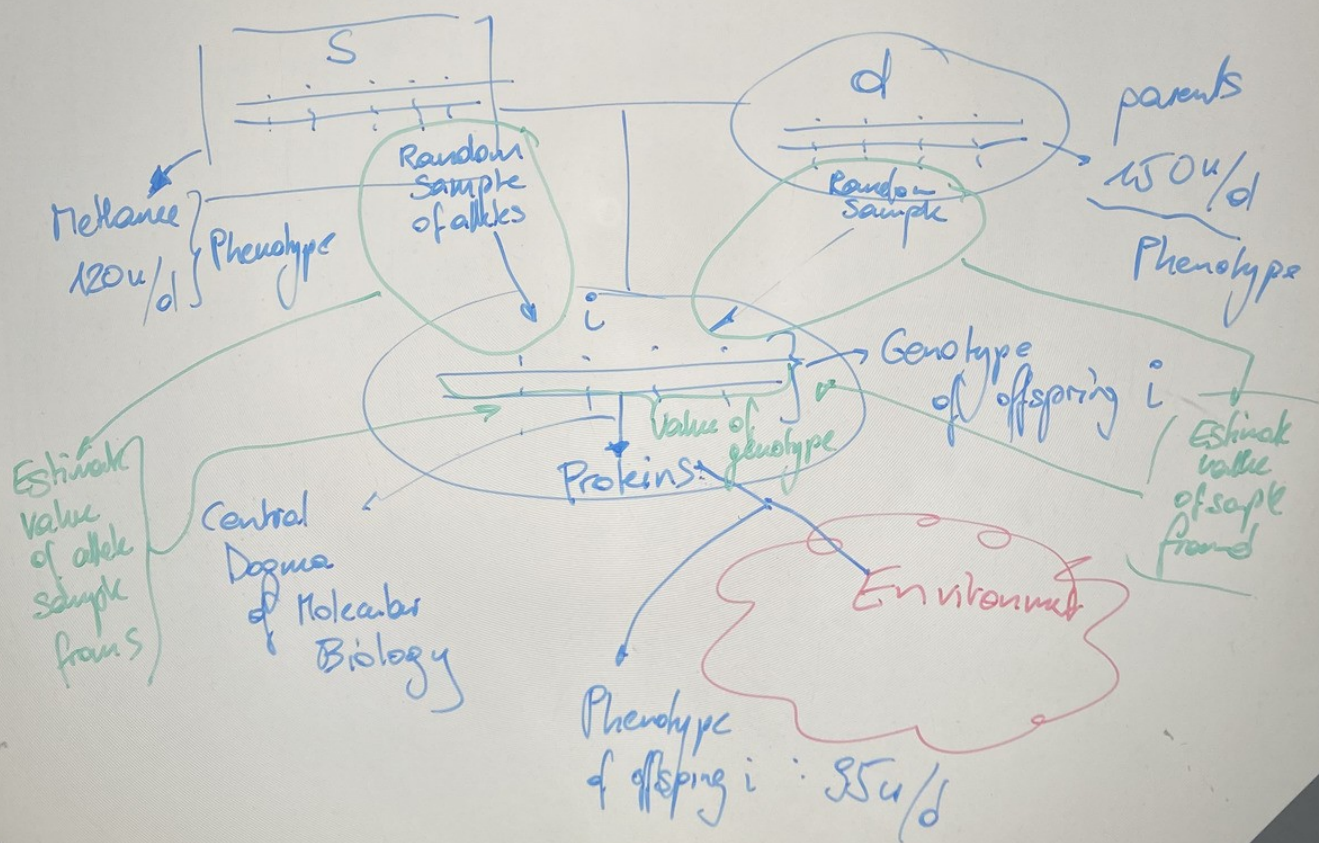 S
d
parents
150u/d
Phenotype
Random
Sample
of alleles
Random
Sample
Methane
120u/d
Phenotype
i
Genotype
of offspring i
Value of
genotype
Proteins
Estimate
value
of allele
sample
from S
Central
Dogma
of Molecular
Biology
Estimate
value
of saple
from d
Environmet
Phenotype
of offspring i : 95u/d